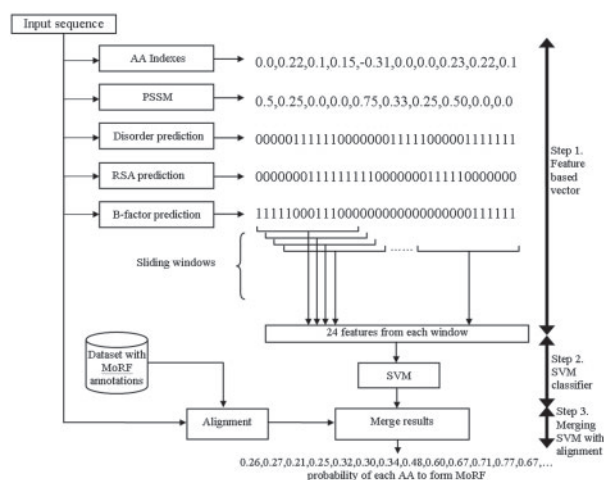 Input sequence
AA Indexes
0.0,0.22,0.1,0.15,-0.31,0.0,0.0,0.23,0.22,0.1
PSSM
0.5,0.25,0.0,0.0,0.75,0.33,0.25,0.50,0.0,0.0
Disorder prediction
00000111111000000011111000001111111
RSA prediction
00000001111111110000000111110000000
B-factor prediction
11111000111000000000000000000111111
Sliding windows
......
Step 1.
Feature
based
vector
24 features from each window
Dataset with
MoRF
annotations
SVM
Step 2.
SVM
classifier
Alignment
Merge results
Step 3.
Merging
SVM with
alignment
0.26,0.27,0.21,0.25,0.32,0.30,0.34,0.48,0.60,0.67,0.71,0.77,0.67,...
probability of each AA to form MoRF